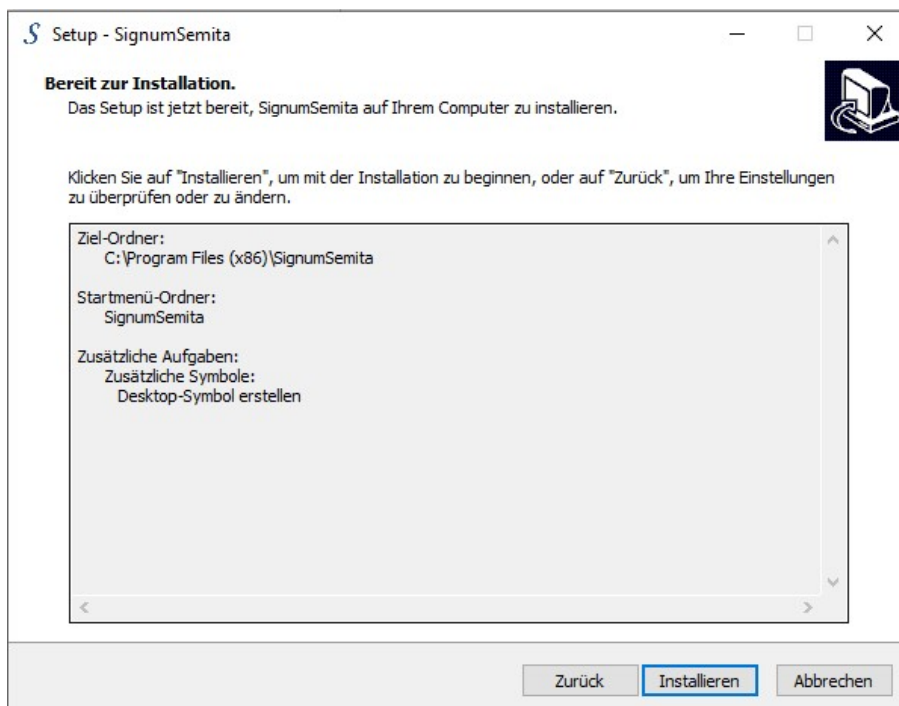 S Setup - SignumSemita
Bereit zur Installation.
Das Setup ist jetzt bereit, SignumSemita auf Ihrem Computer zu installieren.
Klicken Sie auf "Installieren", um mit der Installation zu beginnen, oder auf "Zurück", um Ihre Einstellungen
zu überprüfen oder zu ändern.
Ziel-Ordner:
C:\Program Files (x86)\SignumSemita
Startmenü-Ordner:
SignumSemita
Zusätzliche Aufgaben:
Zusätzliche Symbole:
Desktop-Symbol erstellen
Zurück Installieren Abbrechen